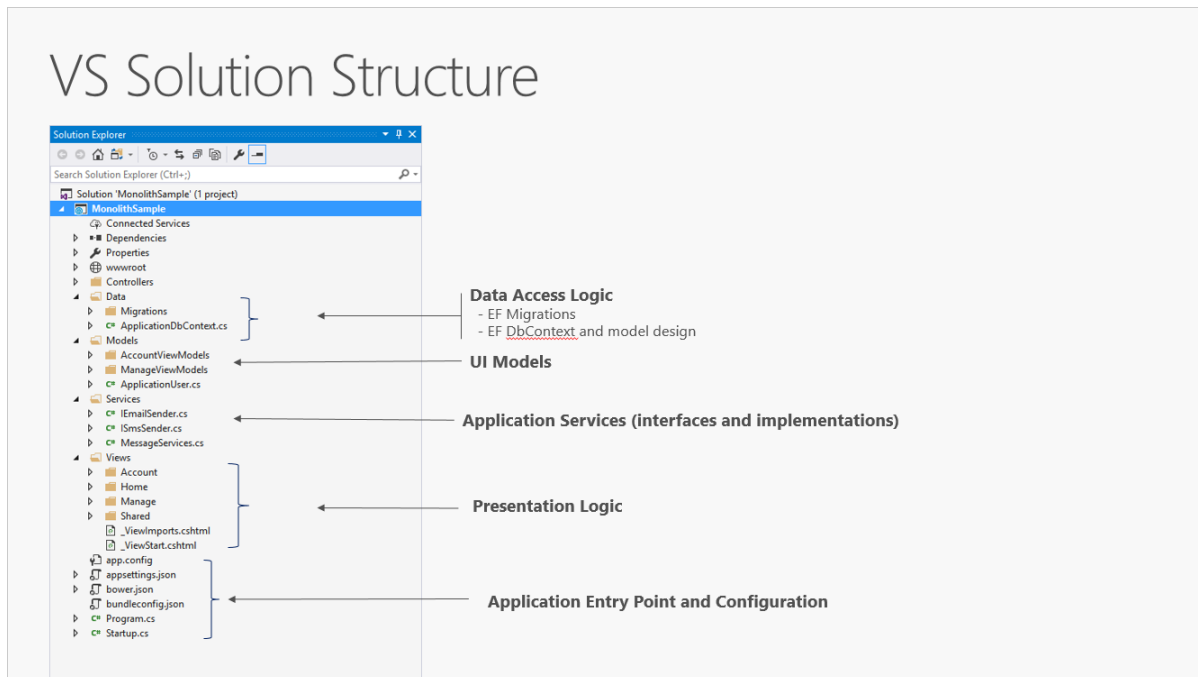 VS Solution Structure
Solution Explorer
Search Solution Explorer (Ctrl+;)
Solution 'MonolithSample' (1 project)
MonolithSample
Connected Services
Dependencies
Properties
wwwroot
Controllers
Data
Migrations
ApplicationDbContext.cs
Models
AccountViewModels
ManageViewModels
ApplicationUser.cs
Services
IEmailSender.cs
ISmsSender.cs
MessageServices.cs
Views
Account
Home
Manage
Shared
_ViewImports.cshtml
_ViewStart.cshtml
app.config
appsettings.json
bower.json
bundleconfig.json
Program.cs
Startup.cs
Data Access Logic
- EF Migrations
- EF DbContext and model design
UI Models
Application Services (interfaces and implementations)
Presentation Logic
Application Entry Point and Configuration